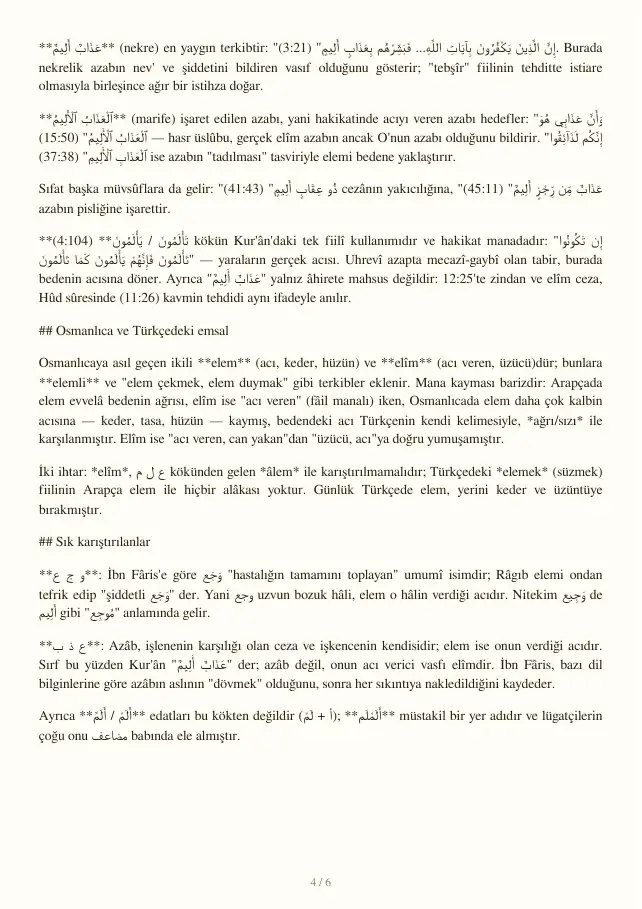 **عَذَابٌ أَلِيمٌ** (nekre) en yaygın terkibtir: "إِنَّ الَّذِينَ يَكْفُرُونَ بِآيَاتِ اللَّهِ... فَبَشِّرْهُم بِعَذَابٍ أَلِيمٍ" (3:21). Burada
nekrelik azabın nev' ve şiddetini bildiren vasıf olduğunu gösterir; "tebşîr" fiilinin tehditte istiare
olmasıyla birleşince ağır bir istihza doğar.
**ٱلْعَذَابُ ٱلْأَلِيمُ** (marife) işaret edilen azabı, yani hakikatinde acıyı veren azabı hedefler: "وَأَنَّ عَذَابِي هُوَ
ٱلْعَذَابُ ٱلْأَلِيمُ" (15:50) — hasr üslûbu, gerçek elîm azabın ancak O'nun azabı olduğunu bildirir. "إِنَّكُم لَذَآئِقُوا
ٱلْعَذَابِ ٱلْأَلِيمِ" (37:38) ise azabın "tadılması" tasviriyle elemi bedene yaklaştırır.
Sıfat başka müvsûflara da gelir: "ذُو عِقَابٍ أَلِيمٍ" (41:43) cezânın yakıcılığına, "عَذَابٌ مِّن رِّجْزٍ أَلِيمٌ" (45:11)
azabın pisliğine işarettir.
**تَأْلَمُونَ / يَأْلَمُونَ** (4:104) kökün Kur'ân'daki tek fiilî kullanımıdır ve hakikat manadadır: "إِن تَكُونُوا
تَأْلَمُونَ فَإِنَّهُمْ يَأْلَمُونَ كَمَا تَأْلَمُونَ" — yaraların gerçek acısı. Uhrevî azapta mecazî-gaybî olan tabir, burada
bedenin acısına döner. Ayrıca "عَذَابٌ أَلِيمٌ" yalnız âhirete mahsus değildir: 12:25'te zindan ve elîm ceza,
Hûd sûresinde (11:26) kavmin tehdidi aynı ifadeyle anılır.
## Osmanlıca ve Türkçedeki emsal
Osmanlıcaya asıl geçen ikili **elem** (acı, keder, hüzün) ve **elîm** (acı veren, üzücü)dür; bunlara
**elemli** ve "elem çekmek, elem duymak" gibi terkibler eklenir. Mana kayması barizdir: Arapçada
elem evvelâ bedenin ağrısı, elîm ise "acı veren" (fâil manalı) iken, Osmanlıcada elem daha çok kalbin
acısına — keder, tasa, hüzün — kaymış, bedendeki acı Türkçenin kendi kelimesiyle, *ağrı/sızı* ile
karşılanmıştır. Elîm ise "acı veren, can yakan"dan "üzücü, acı"ya doğru yumuşamıştır.
İki ihtar: *elîm*, ع ل م kökünden gelen *âlem* ile karıştırılmamalıdır; Türkçedeki *elemek* (süzmek)
fiilinin Arapça elem ile hiçbir alâkası yoktur. Günlük Türkçede elem, yerini keder ve üzüntüye
bırakmıştır.
## Sık karıştırılanlar
**و ج ع**: İbn Fâris'e göre وَجَع "hastalığın tamamını toplayan" umumî isimdir; Râgıb elemi ondan
tefrik edip "şiddetli وَجَع" der. Yani وجع uzvun bozuk hâli, elem o hâlin verdiği acıdır. Nitekim وَجِيع de
أَلِيم gibi "مُوجِع" anlamında gelir.
**ع ذ ب**: Azâb, işlenenin karşılığı olan ceza ve işkencenin kendisidir; elem ise onun verdiği acıdır.
Sırf bu yüzden Kur'ân "عَذَابٌ أَلِيمٌ" der; azâb değil, onun acı verici vasfı elîmdir. İbn Fâris, bazı dil
bilginlerine göre azâbın aslının "dövmek" olduğunu, sonra her sıkıntıya nakledildiğini kaydeder.
Ayrıca **أَلَمْ / أَلَمَّ** edatları bu kökten değildir (أ + لَمْ); **أَلَمْلَم** müstakil bir yer adıdır ve lügatçilerin
çoğu onu مضاعف babında ele almıştır.
4 / 6